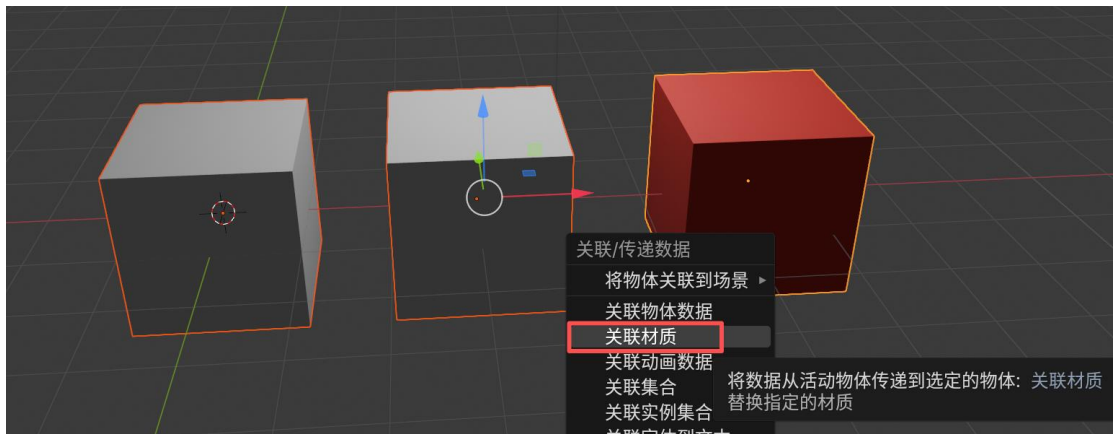 关联/传递数据
将物体关联到场景
关联物体数据
关联材质
关联动画数据
关联集合
关联实例集合
将数据从活动物体传递到选定的物体: 关联材质
替换指定的材质